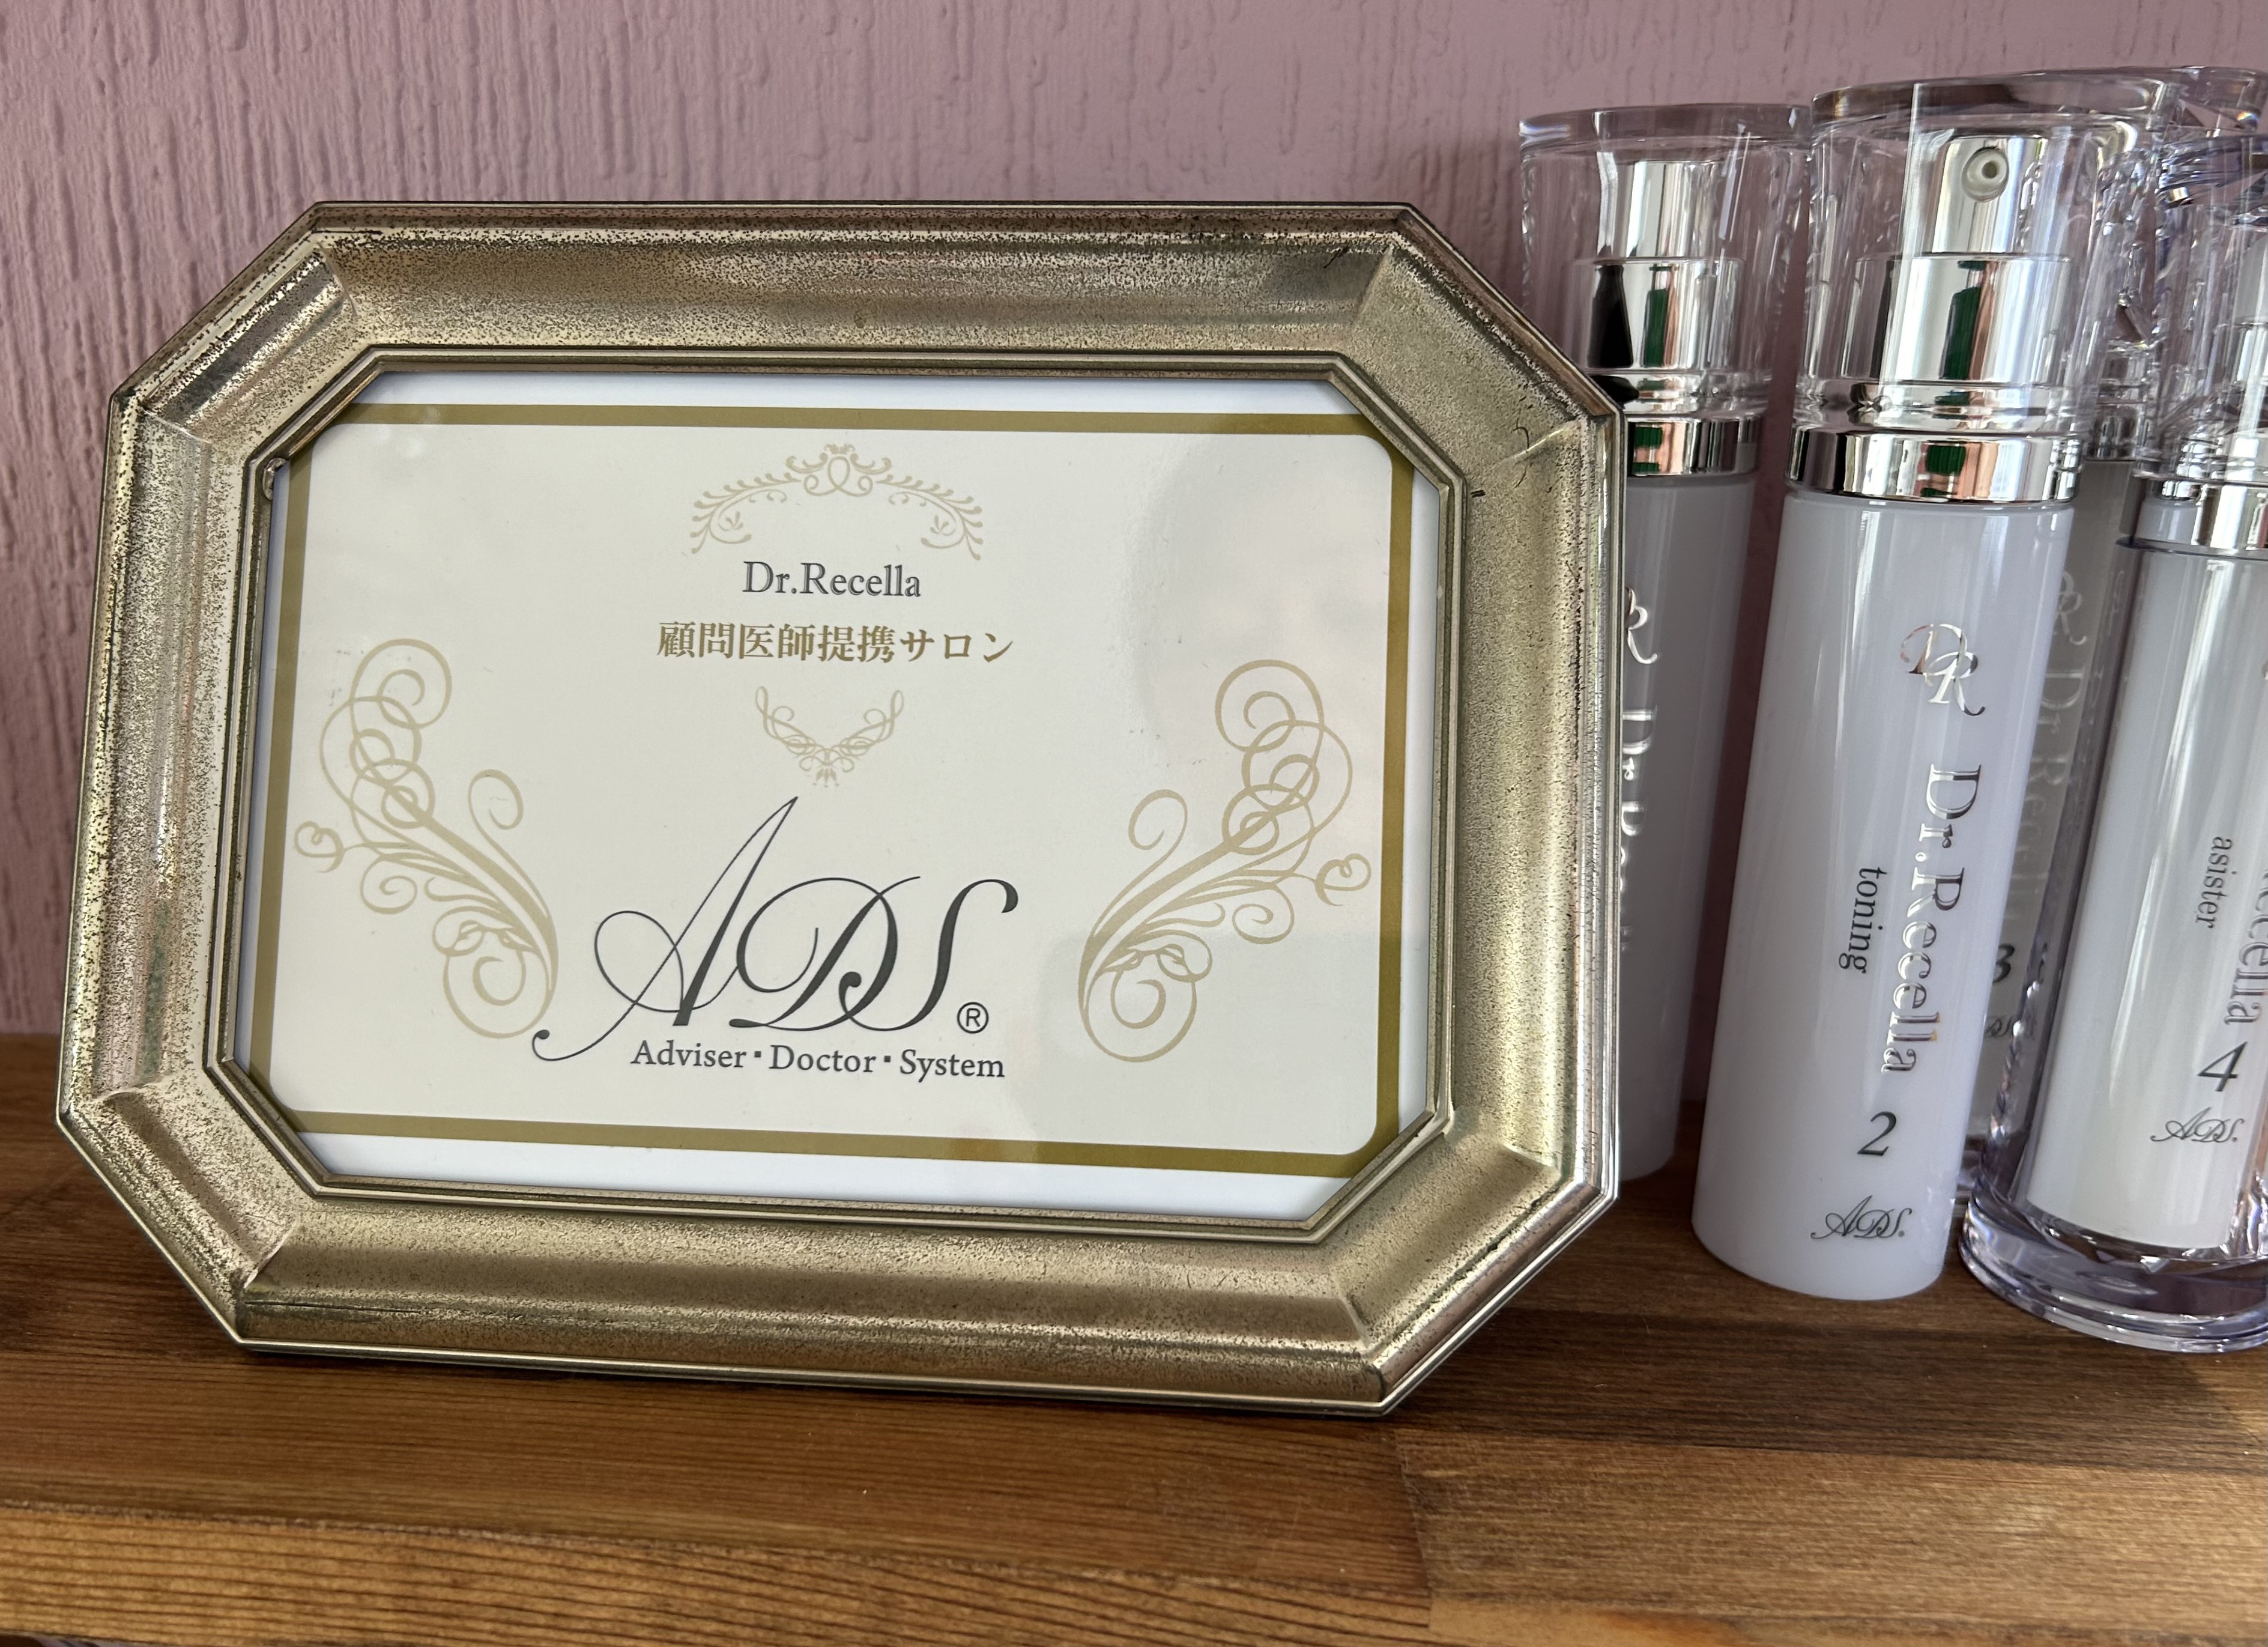 Dr.Recella
顧問医師提携サロン
ADS®
Adviser・Doctor・System
DR
Dr.Recella
toning
2
ADS®
3
asister
4
ADS®